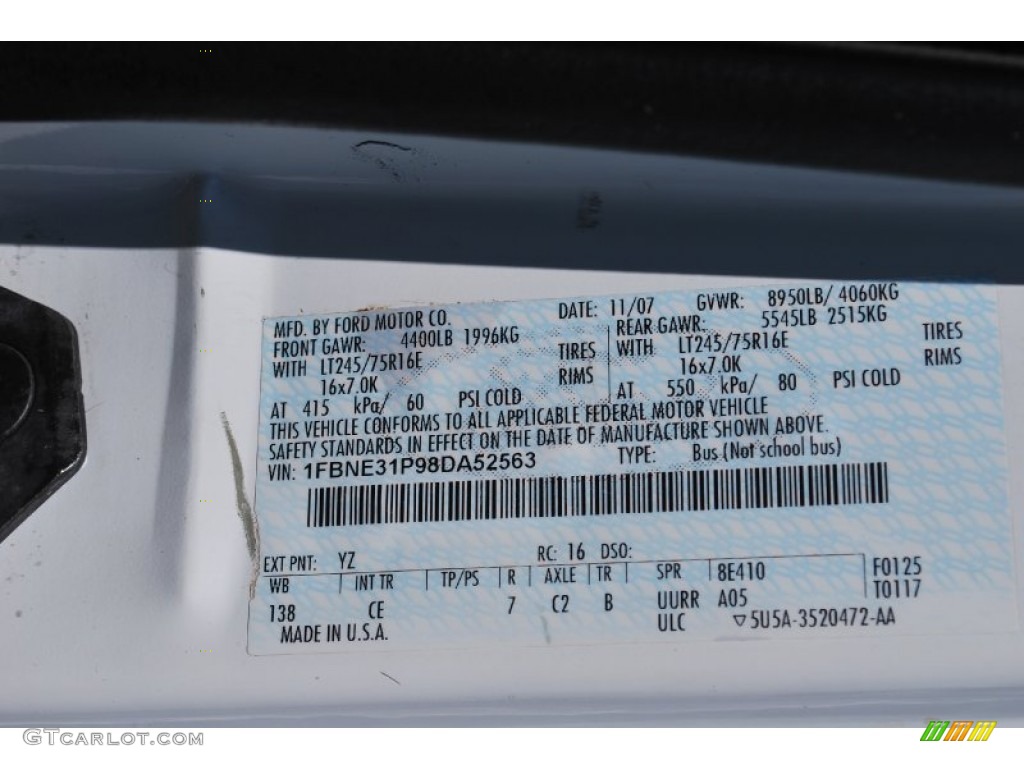 MFD. BY FORD MOTOR CO. DATE: 11/07 GVWR: 8950LB/ 4060KG
FRONT GAWR: 4400LB 1996KG REAR GAWR: 5545LB 2515KG
WITH LT245/75R16E TIRES WITH LT245/75R16E TIRES
16x7.0K RIMS 16x7.0K RIMS
AT 415 kPa/ 60 PSI COLD AT 550 kPa/ 80 PSI COLD
THIS VEHICLE CONFORMS TO ALL APPLICABLE FEDERAL MOTOR VEHICLE
SAFETY STANDARDS IN EFFECT ON THE DATE OF MANUFACTURE SHOWN ABOVE.
VIN: 1FBNE31P98DA52563 TYPE: Bus (Not school bus)
EXT PNT: YZ RC: 16 DSO:
WB INT TR TP/PS R AXLE TR SPR 8E410 F0125
138 CE 7 C2 B UURR A05 T0117
MADE IN U.S.A. ULC ▽5U5A-3520472-AA
GTCarlot.com